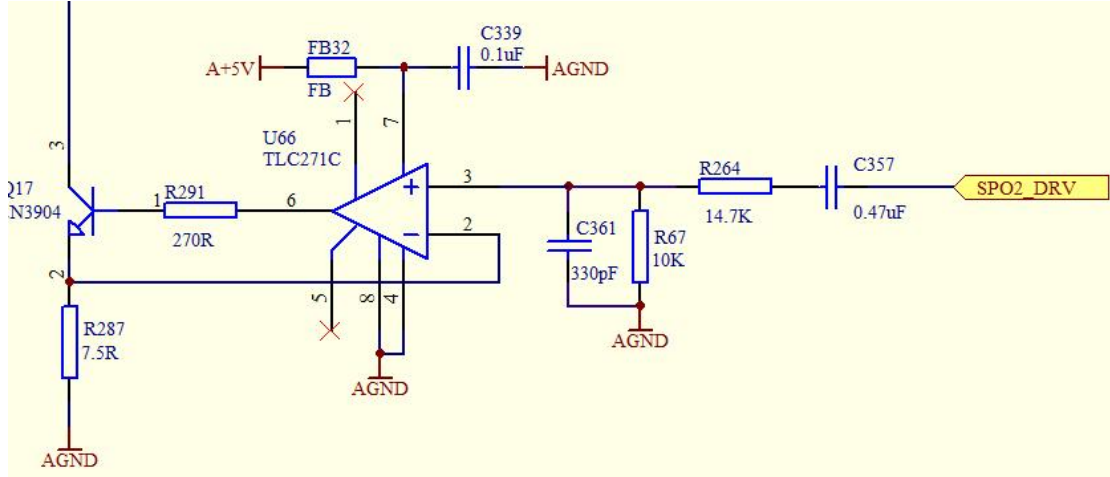 FB32
C339
0.1uF
A+5V
FB
AGND
1
7
3
U66
TLC271C
Q17
N3904
1
R291
270R
6
3
2
R264
14.7K
C357
0.47uF
SPO2_DRV
C361
330pF
R67
10K
AGND
2
5
8
4
R287
7.5R
AGND
AGND